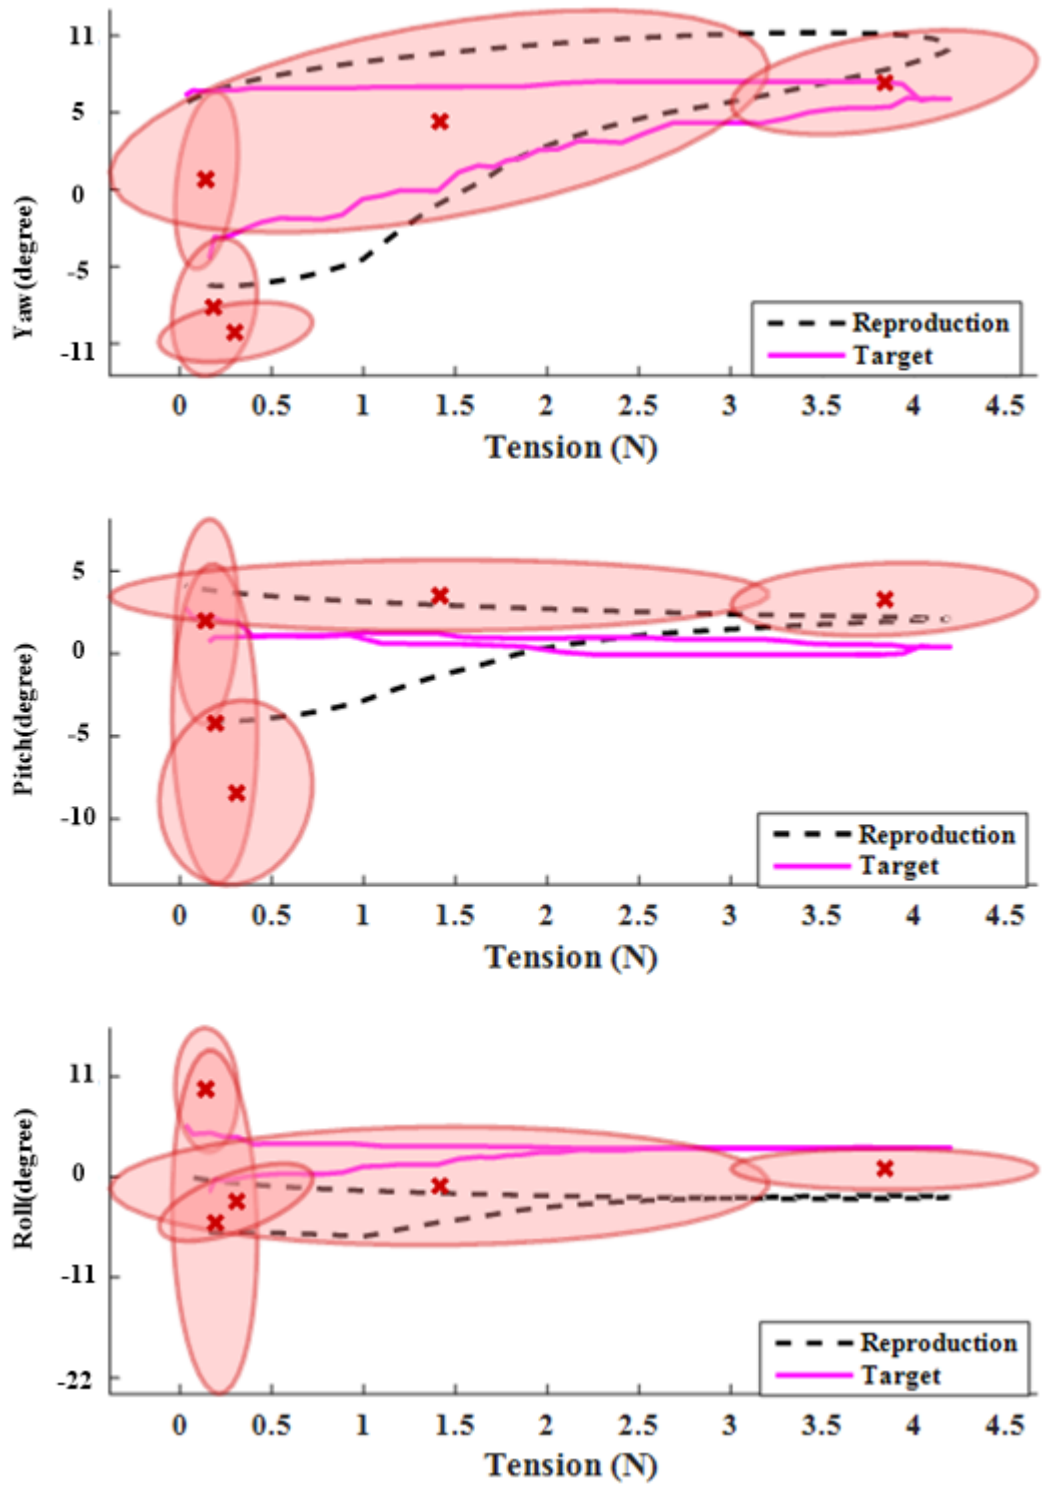 11
5
0
-5
-11
Yaw(degree)
Reproduction
Target
0 0.5 1 1.5 2 2.5 3 3.5 4 4.5
Tension (N)
5
0
-5
-10
Pitch(degree)
Reproduction
Target
0 0.5 1 1.5 2 2.5 3 3.5 4 4.5
Tension (N)
11
0
-11
-22
Roll(degree)
Reproduction
Target
0 0.5 1 1.5 2 2.5 3 3.5 4 4.5
Tension (N)